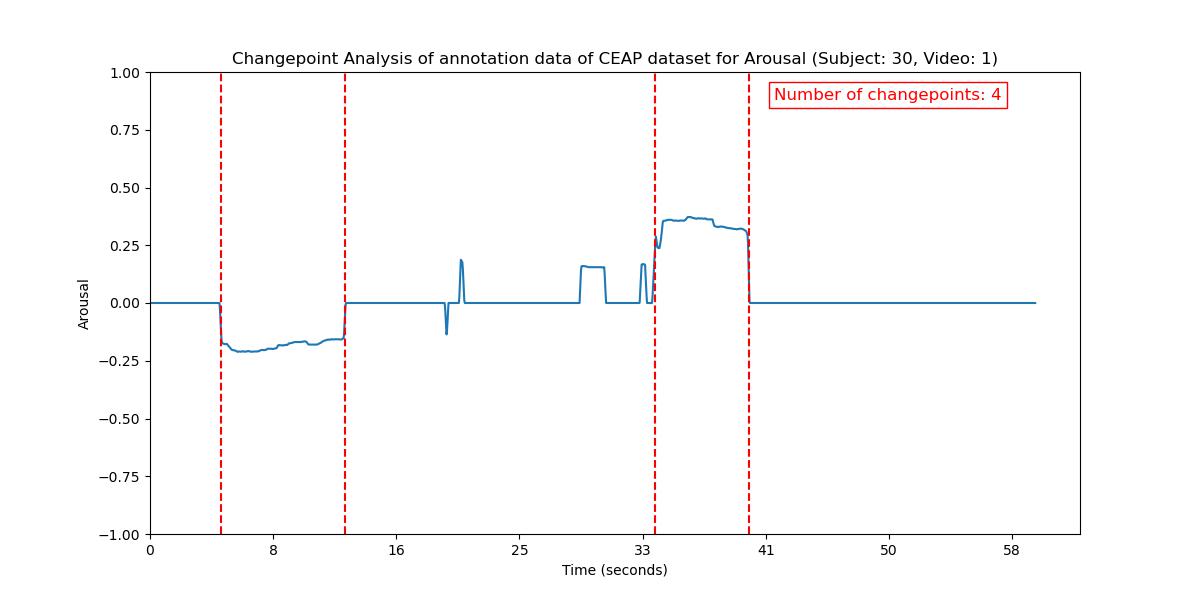 Changepoint Analysis of annotation data of CEAP dataset for Arousal (Subject: 30, Video: 1)
Number of changepoints: 4
1.00
0.75
0.50
0.25
0.00
−0.25
−0.50
−0.75
−1.00
Arousal
0 8 16 25 33 41 50 58
Time (seconds)